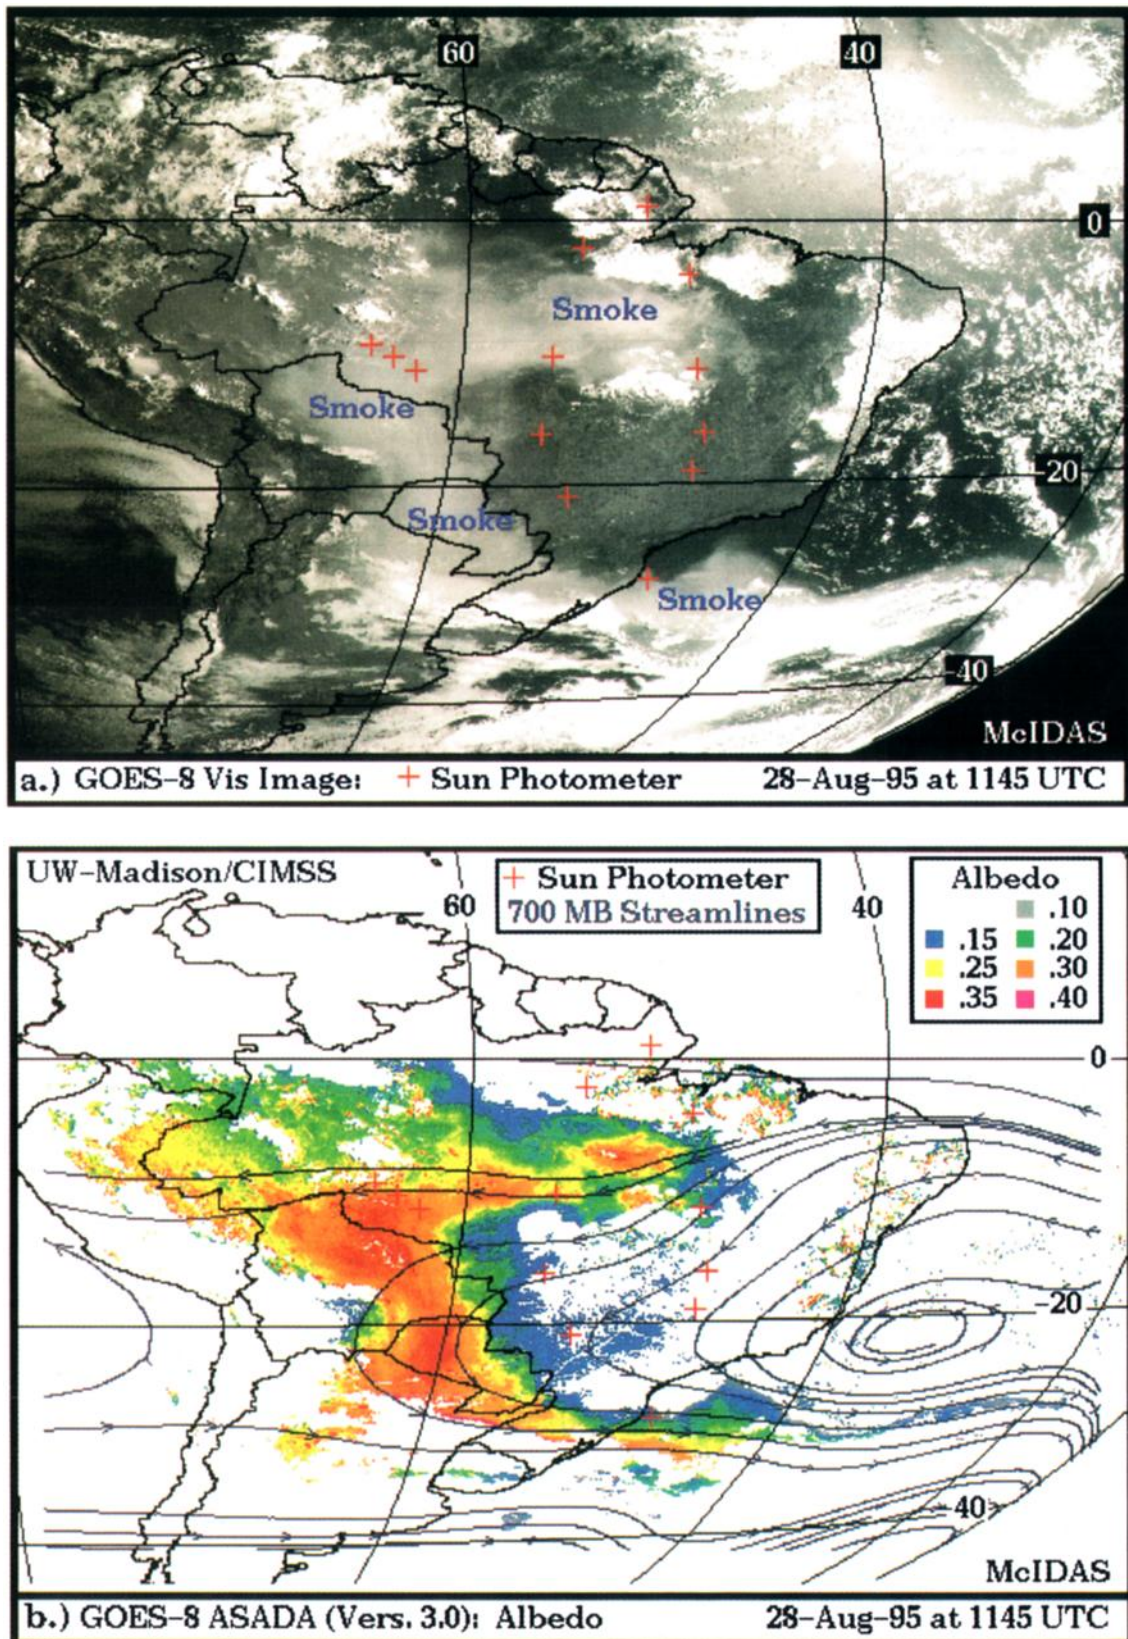 60
40
0
Smoke
Smoke
-20
Smoke
Smoke
-40
McIDAS
a.) GOES-8 Vis Image: + Sun Photometer 28-Aug-95 at 1145 UTC
UW-Madison/CIMSS
+ Sun Photometer
700 MB Streamlines
60
40
Albedo
.10
.15 .20
.25 .30
.35 .40
0
-20
-40
McIDAS
b.) GOES-8 ASADA (Vers. 3.0): Albedo 28-Aug-95 at 1145 UTC